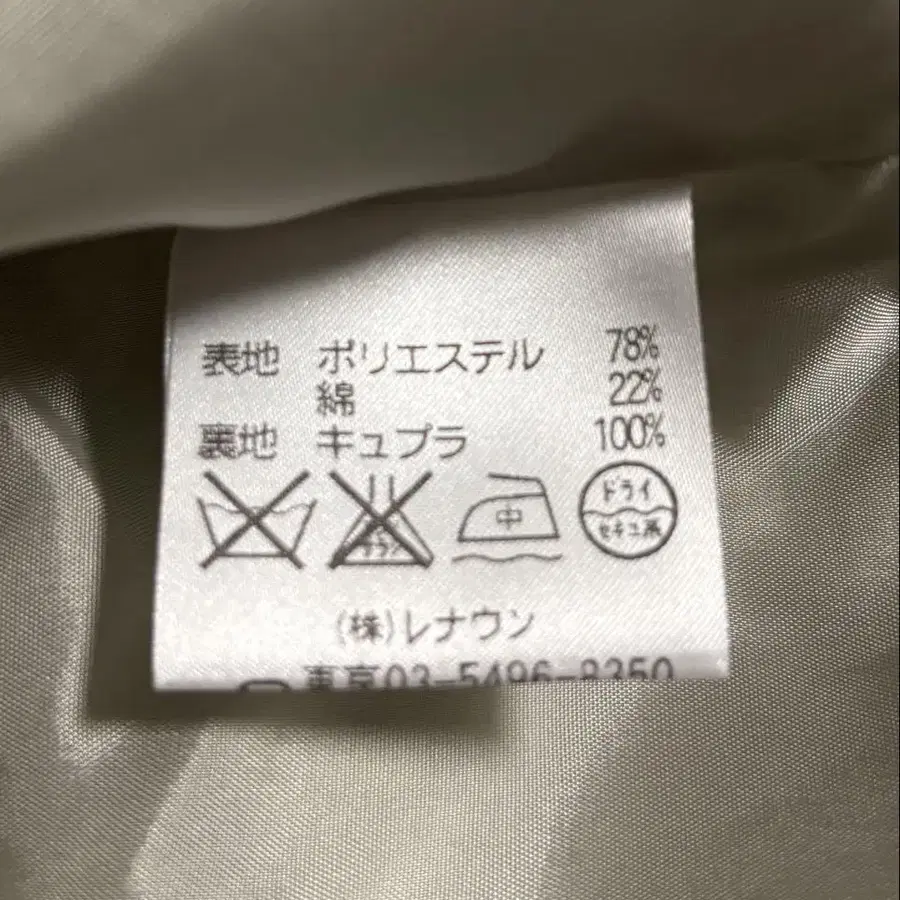 表地 ポリエステル 78%
綿 22%
裏地 キュプラ 100%
中
ドライ
セキユ系
(株)レナウン
東京03-5496-8350